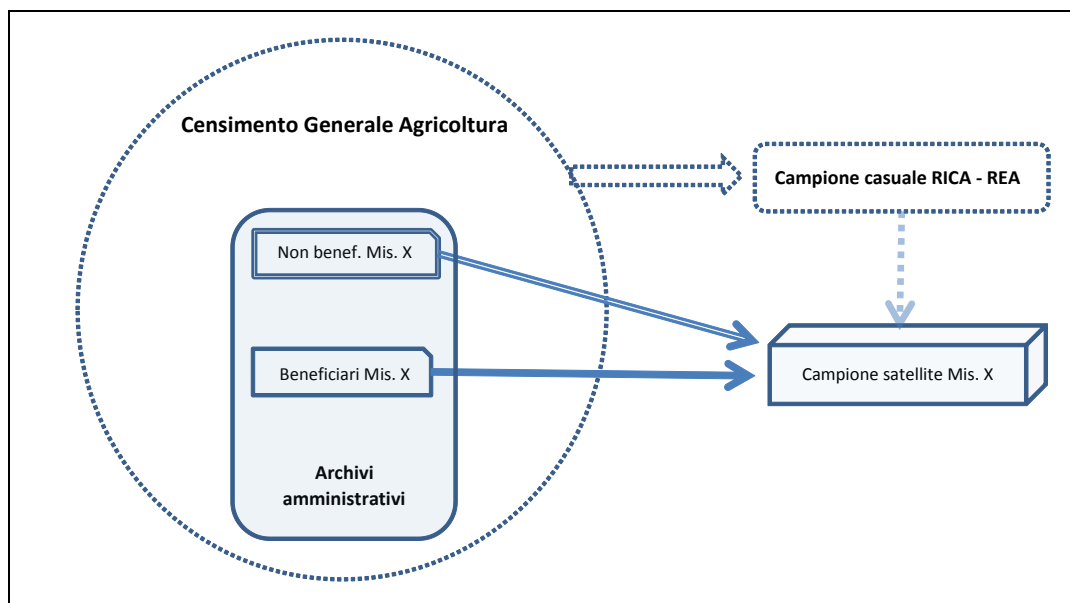 Censimento Generale Agricoltura
Campione casuale RICA - REA
Non benef. Mis. X
Beneficiari Mis. X
Campione satellite Mis. X
Archivi
amministrativi